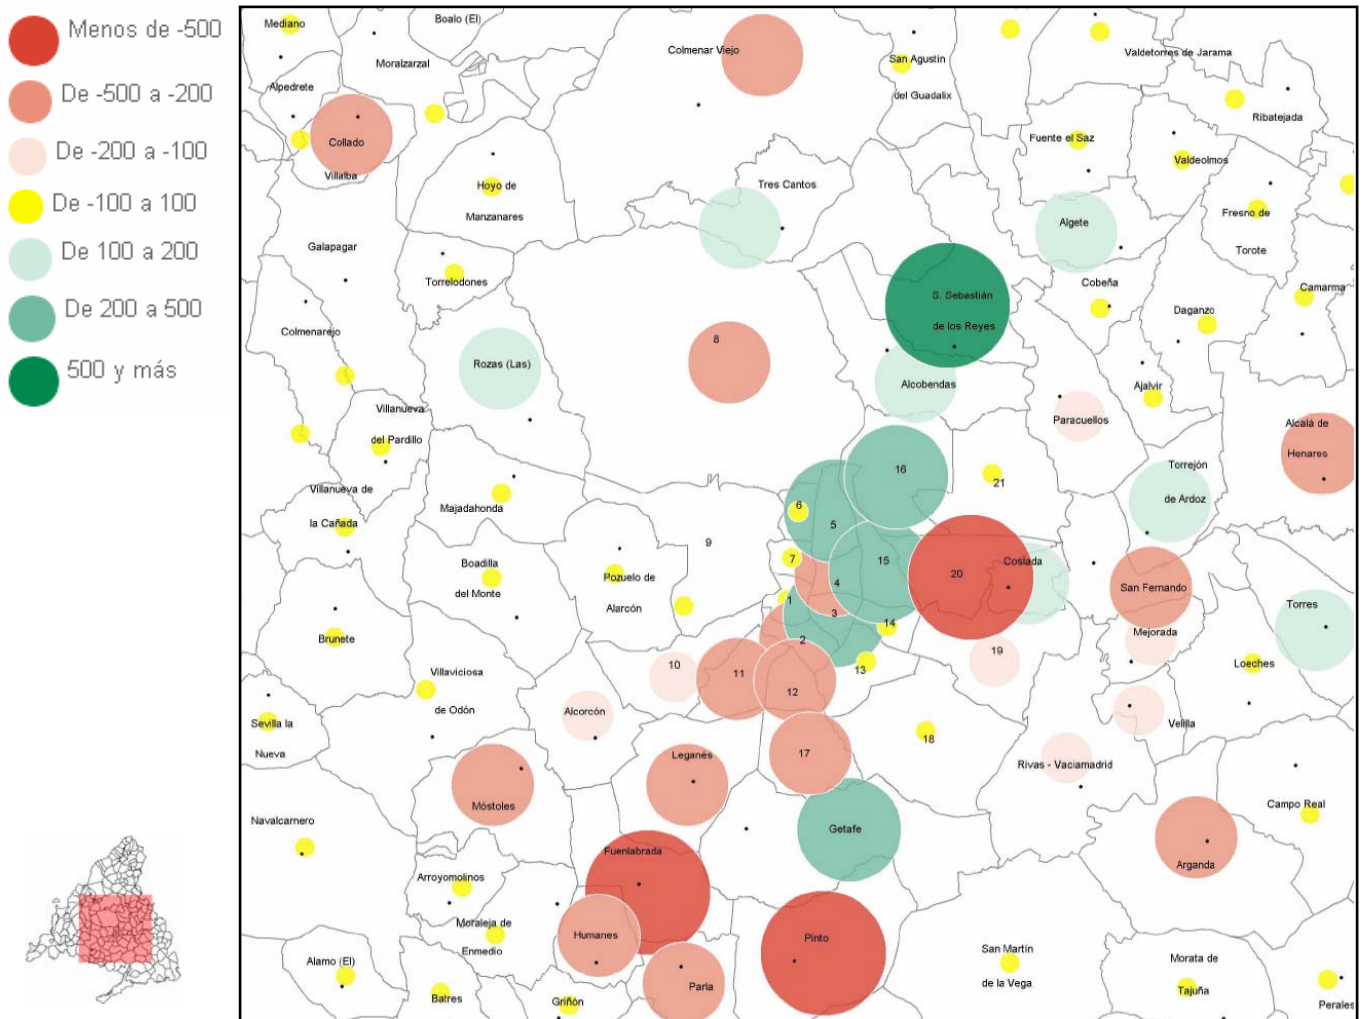 Menos de -500
De -500 a -200
De -200 a -100
De -100 a 100
De 100 a 200
De 200 a 500
500 y más
Mediano
Boalo (El)
Moralzarzal
Alpedrete
Collado
Villalba
Colmenar Viejo
San Agustín
del Guadalix
Valdetorres de Jarama
Ribatejada
Fuente el Saz
Valdeolmos
Hoyo de
Manzanares
Tres Cantos
Algete
Fresno de
Torote
Galapagar
Torrelodones
Cobeña
Camarma
Daganzo
S. Sebastián
de los Reyes
Colmenarejo
8
Rozas (Las)
Alcobendas
Ajalvir
Paracuellos
Villanueva
del Pardillo
Alcalá de
Henares
Torrejón
de Ardoz
16
21
Villanueva de
la Cañada
Majadahonda
6
5
9
7
15
Coslada
20
4
Boadilla
del Monte
Pozuelo de
Alarcón
San Fernando
1
3
14
Torres
Brunete
2
Mejorada
Loeches
19
13
10
11
12
Villaviciosa
de Odón
Alcorcón
Sevilla la
Nueva
Velilla
18
17
Leganés
Rivas - Vaciamadrid
Móstoles
Campo Real
Navalcarnero
Getafe
Fuenlabrada
Arganda
Arroyomolinos
Moraleja de
Enmedio
Humanes
Pinto
San Martín
de la Vega
Alamo (El)
Morata de
Tajuña
Batres
Griñón
Parla
Perales